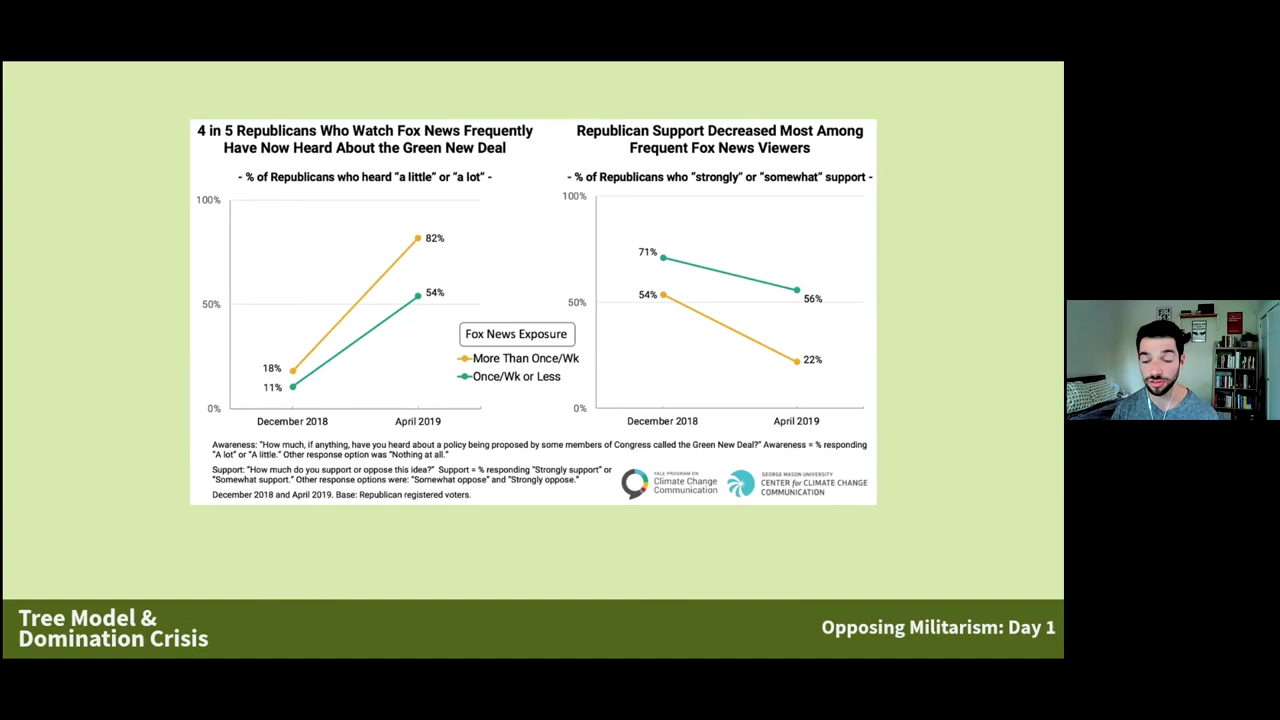 4 in 5 Republicans Who Watch Fox News Frequently
Have Now Heard About the Green New Deal
- % of Republicans who heard “a little” or “a lot” -
100%
50%
0%
82%
54%
18%
11%
December 2018
April 2019
Fox News Exposure
More Than Once/Wk
Once/Wk or Less
Republican Support Decreased Most Among
Frequent Fox News Viewers
- % of Republicans who “strongly” or “somewhat” support -
100%
50%
0%
71%
56%
54%
22%
December 2018
April 2019
Awareness: “How much, if anything, have you heard about a policy being proposed by some members of Congress called the Green New Deal?” Awareness = % responding
“A lot” or “A little.” Other response option was “Nothing at all.”
Support: “How much do you support or oppose this idea?” Support = % responding “Strongly support” or
“Somewhat support.” Other response options were: “Somewhat oppose” and “Strongly oppose.”
December 2018 and April 2019. Base: Republican registered voters.
YALE PROGRAM ON
Climate Change
Communication
GEORGE MASON UNIVERSITY
CENTER for CLIMATE CHANGE
COMMUNICATION
Tree Model &
Domination Crisis
Opposing Militarism: Day 1